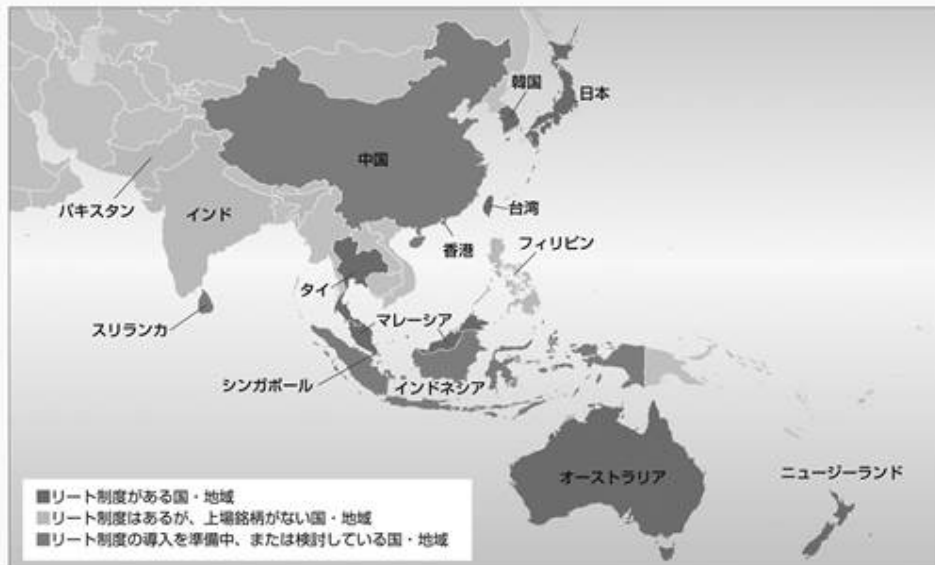 韓国
日本
中国
パキスタン
インド
台湾
香港
フィリピン
タイ
スリランカ
マレーシア
シンガポール
インドネシア
オーストラリア
ニュージーランド
■リート制度がある国・地域
■リート制度はあるが、上場銘柄がない国・地域
■リート制度の導入を準備中、または検討している国・地域